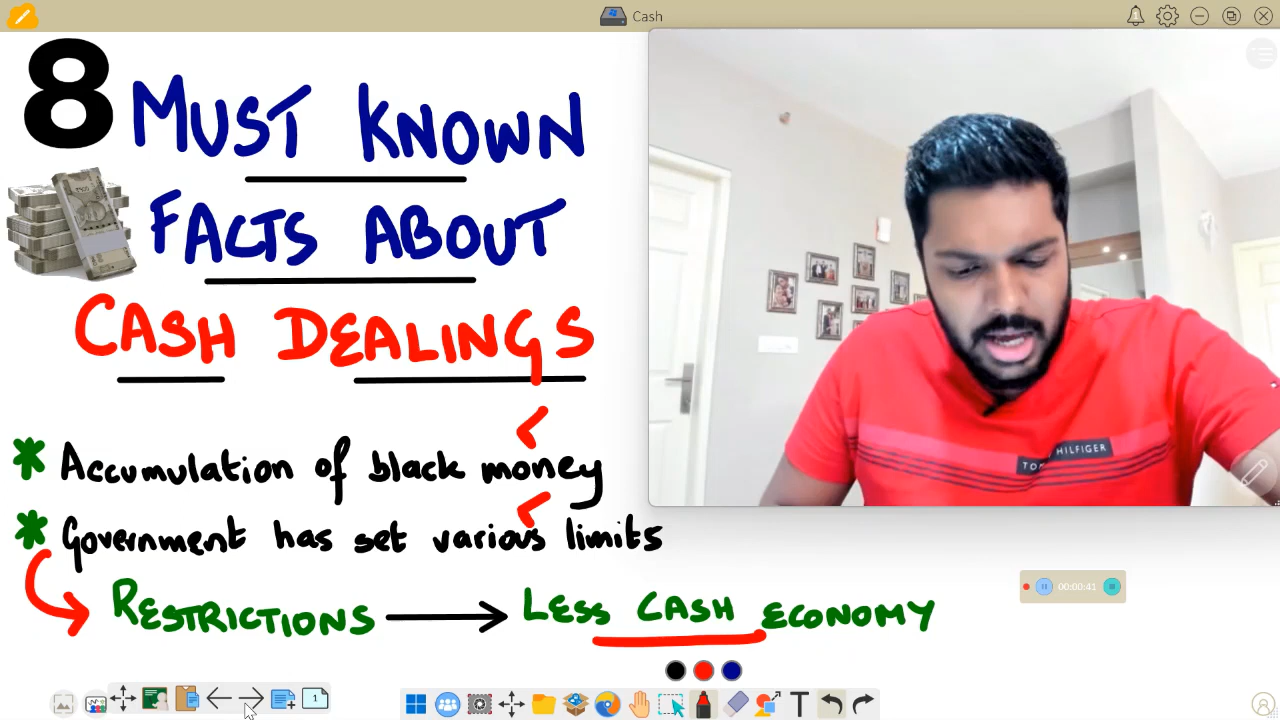 Cash
8 MUST KNOWN
FACTS ABOUT
CASH DEALINGS
* Accumulation of black money
* Government has set various limits
RESTRICTIONS → LESS CASH ECONOMY
HILFIGER
00:00:41
1
T